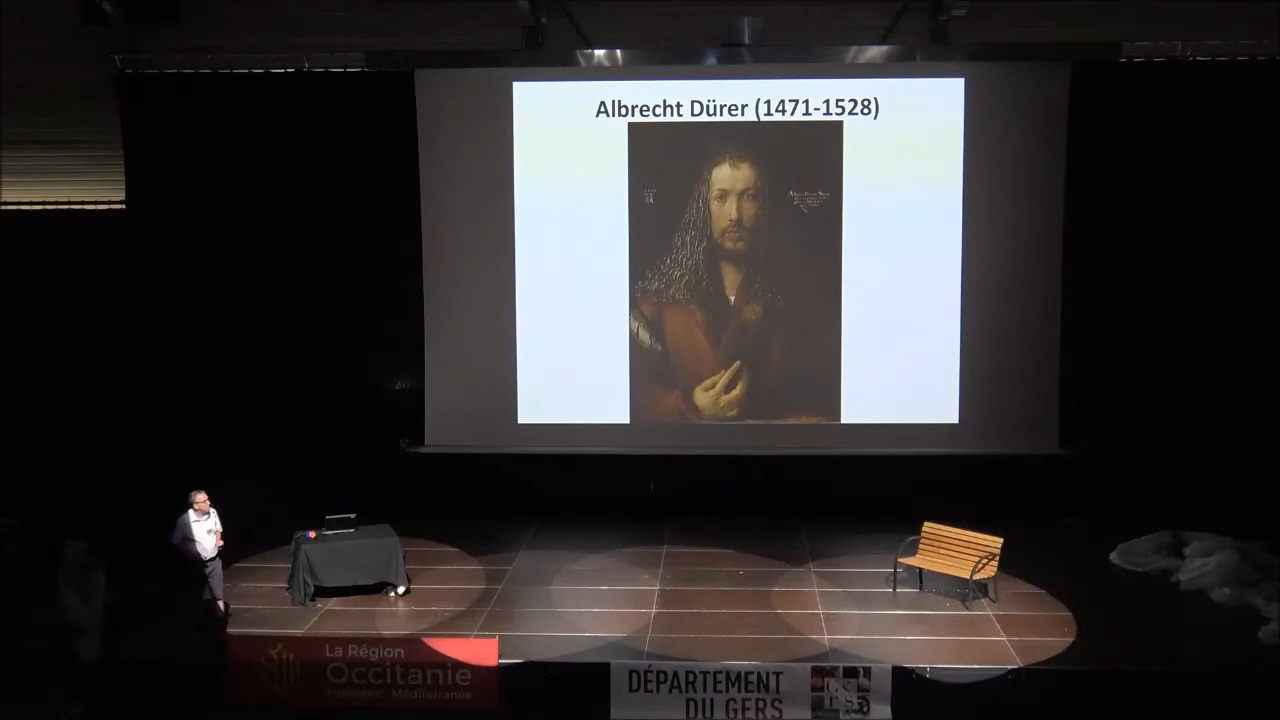 Albrecht Dürer (1471-1528)
La Région
Occitanie
Pyrénées - Méditerranée
DÉPARTEMENT
DU GERS